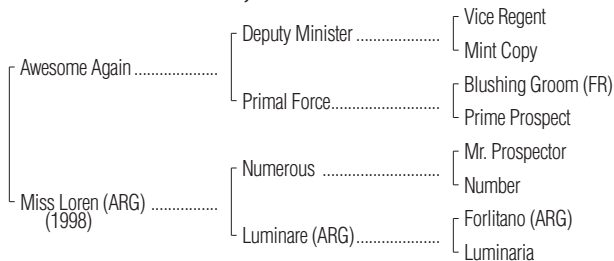 Vice Regent
Deputy Minister ..................
Mint Copy
Awesome Again ..................
Blushing Groom (FR)
Primal Force........................
Prime Prospect
Mr. Prospector
Numerous .........................
Number
Miss Loren (ARG) ................
(1998)
Forlitano (ARG)
Luminare (ARG)..................
Luminaria